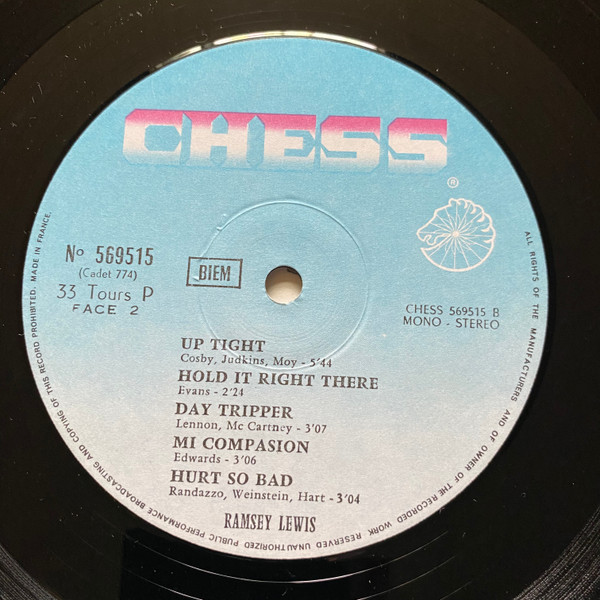 CHESS
®
Nº 569515
(Cadet 774)
BIEM
33 Tours P
FACE 2
CHESS 569515 B
MONO - STEREO
UP TIGHT
Cosby, Judkins, Moy - 5'44
HOLD IT RIGHT THERE
Evans - 2'24
DAY TRIPPER
Lennon, Mc Cartney - 3'07
MI COMPASION
Edwards - 3'06
HURT SO BAD
Randazzo, Weinstein, Hart - 3'04
RAMSEY LEWIS
ALL RIGHTS OF THE MANUFACTURERS AND OF THE OWNER OF THE RECORDED WORK RESERVED UNAUTHORIZED PUBLIC PERFORMANCE BROADCASTING AND COPYING OF THIS RECORD PROHIBITED. MADE IN FRANCE.